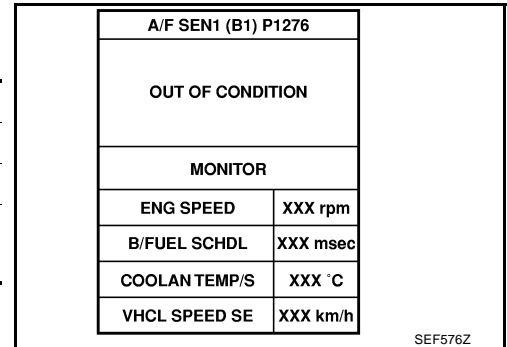 A/F SEN1 (B1) P1276
OUT OF CONDITION
MONITOR
ENG SPEED XXX rpm
B/FUEL SCHDL XXX msec
COOLAN TEMP/S XXX °C
VHCL SPEED SE XXX km/h
SEF576Z